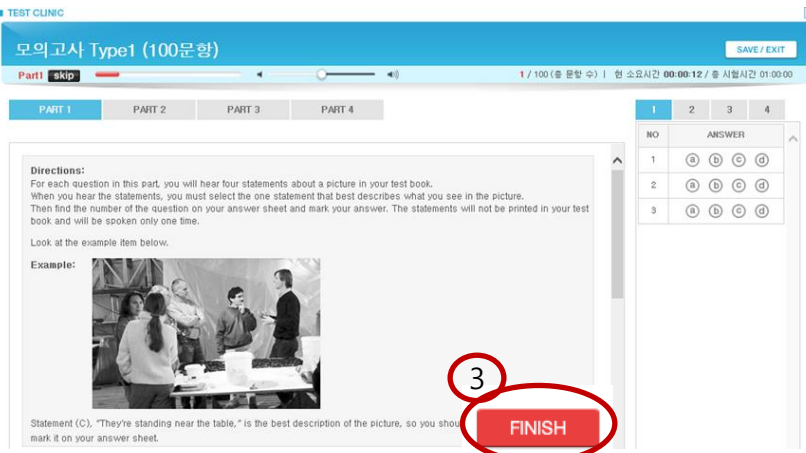 TEST CLINIC
모의고사 Type1 (100문항)
SAVE / EXIT
Part1 skip
1 / 100 (총 문항 수) | 현 소요시간 00:00:12 / 총 시험시간 01:00:00
PART 1 PART 2 PART 3 PART 4
1 2 3 4
NO ANSWER
1 a b c d
2 a b c d
3 a b c d
Directions:
For each question in this part, you will hear four statements about a picture in your test book.
When you hear the statements, you must select the one statement that best describes what you see in the picture.
Then find the number of the question on your answer sheet and mark your answer. The statements will not be printed in your test
book and will be spoken only one time.
Look at the example item below.
Example:
3
Statement (C), "They're standing near the table," is the best description of the picture, so you
mark it on your answer sheet.
FINISH